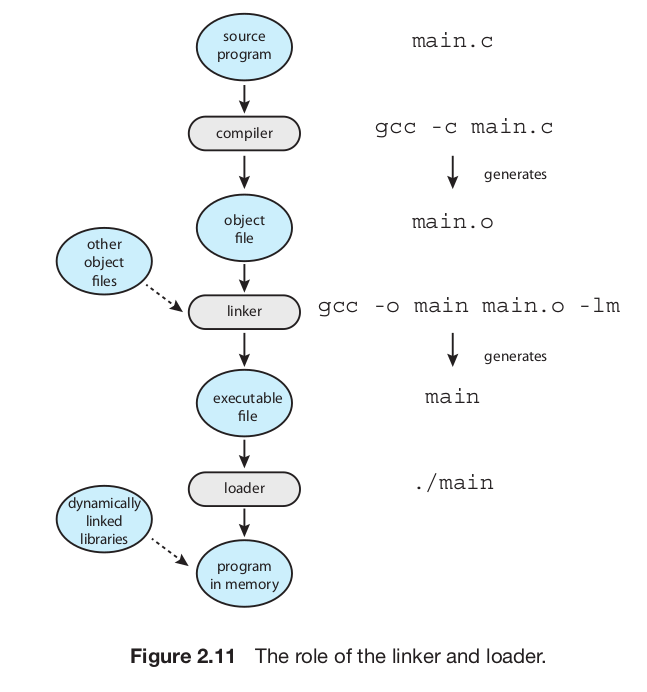 source
program
main.c
compiler
gcc -c main.c
generates
object
file
main.o
other
object
files
linker
gcc -o main main.o -lm
generates
executable
file
main
loader
./main
dynamically
linked
libraries
program
in memory
Figure 2.11 The role of the linker and loader.